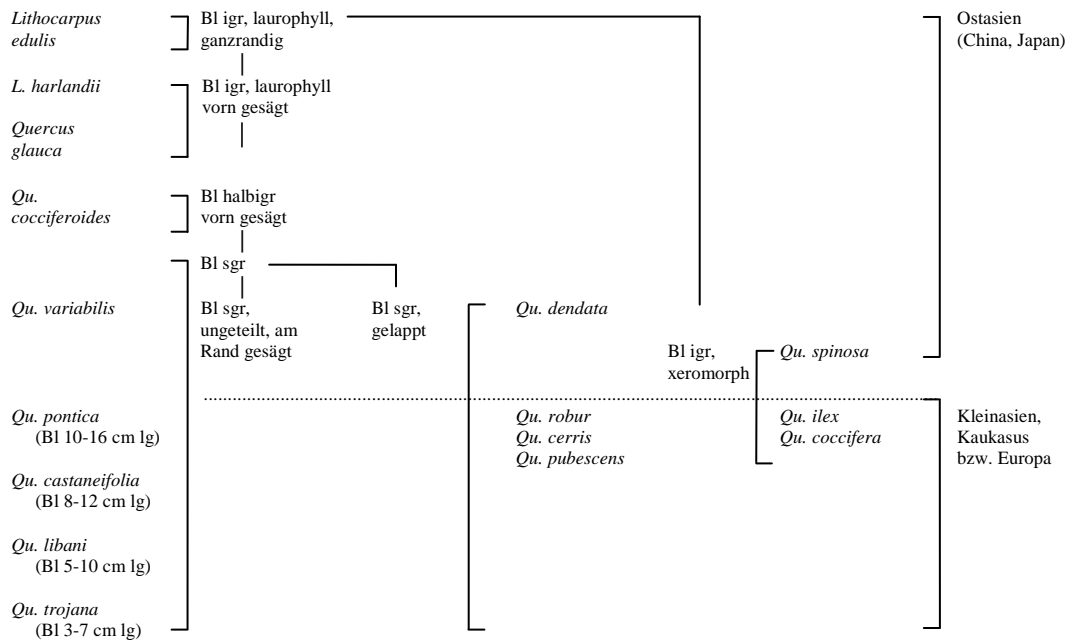 Lithocarpus
edulis
Bl igr, laurophyll,
ganzrandig
Ostasien
(China, Japan)
L. harlandii
Bl igr, laurophyll
vorn gesägt
Quercus
glauca
Qu.
cocciferoides
Bl halbigr
vorn gesägt
Bl sgr
Qu. variabilis
Bl sgr,
ungeteilt, am
Rand gesägt
Bl sgr,
gelappt
Qu. dendata
Bl igr,
xeromorph
Qu. spinosa
Qu. pontica
(Bl 10-16 cm lg)
Qu. robur
Qu. cerris
Qu. pubescens
Qu. ilex
Qu. coccifera
Kleinasien,
Kaukasus
bzw. Europa
Qu. castaneifolia
(Bl 8-12 cm lg)
Qu. libani
(Bl 5-10 cm lg)
Qu. trojana
(Bl 3-7 cm lg)